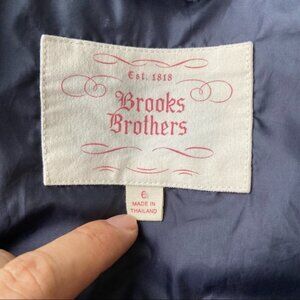 Est. 1818
Brooks
Brothers
6
MADE IN
THAILAND